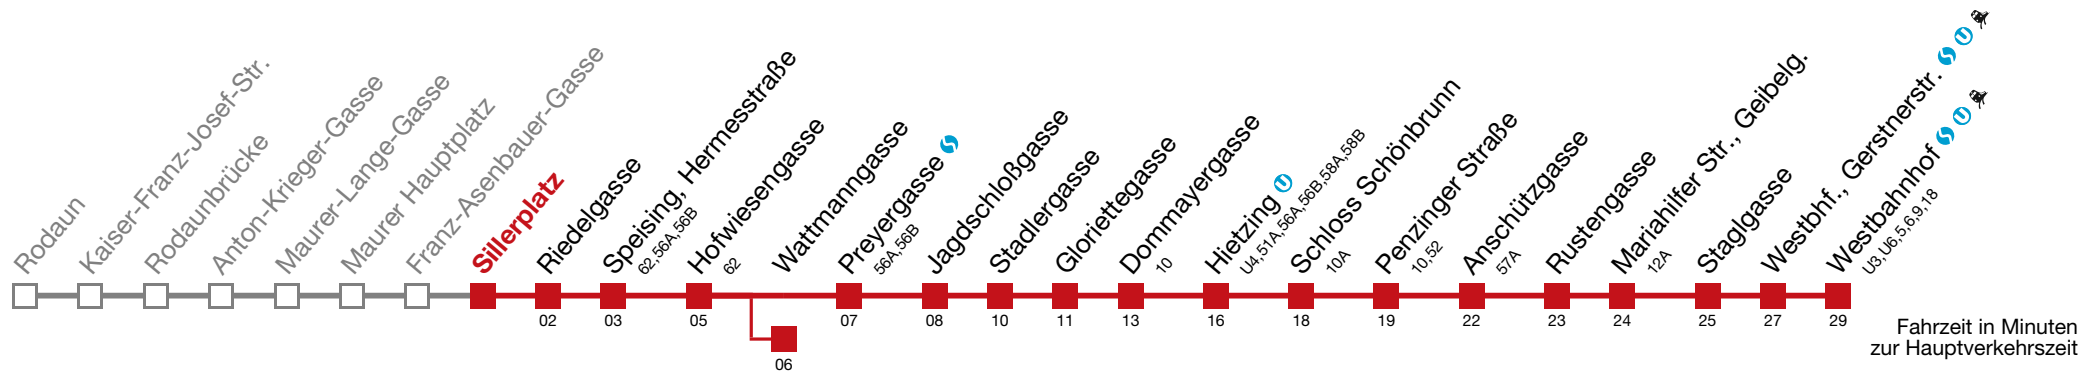 Rodaun
Kaiser-Franz-Josef-Str.
Rodaunbrücke
Anton-Krieger-Gasse
Maurer-Lange-Gasse
Maurer Hauptplatz
Franz-Asenbauer-Gasse
Sillerplatz
Riedelgasse
02
Speising, Hermesstraße
62,56A,56B
03
Hofwiesengasse
62
05
Wattmanngasse
06
Preyergasse
56A,56B
07
Jagdschloßgasse
08
Stadlergasse
10
Gloriettegasse
11
Dommayergasse
10
13
Hietzing U
U4,51A,56A,56B,58A,58B
16
Schloss Schönbrunn
10A
18
Penzinger Straße
10,52
19
Anschützgasse
57A
22
Rustengasse
23
Mariahilfer Str., Geibelg.
12A
24
Staglgasse
25
Westbhf., Gerstnerstr. U
27
Westbahnhof U
U3,U6,5,6,9,18
29
Fahrzeit in Minuten
zur Hauptverkehrszeit